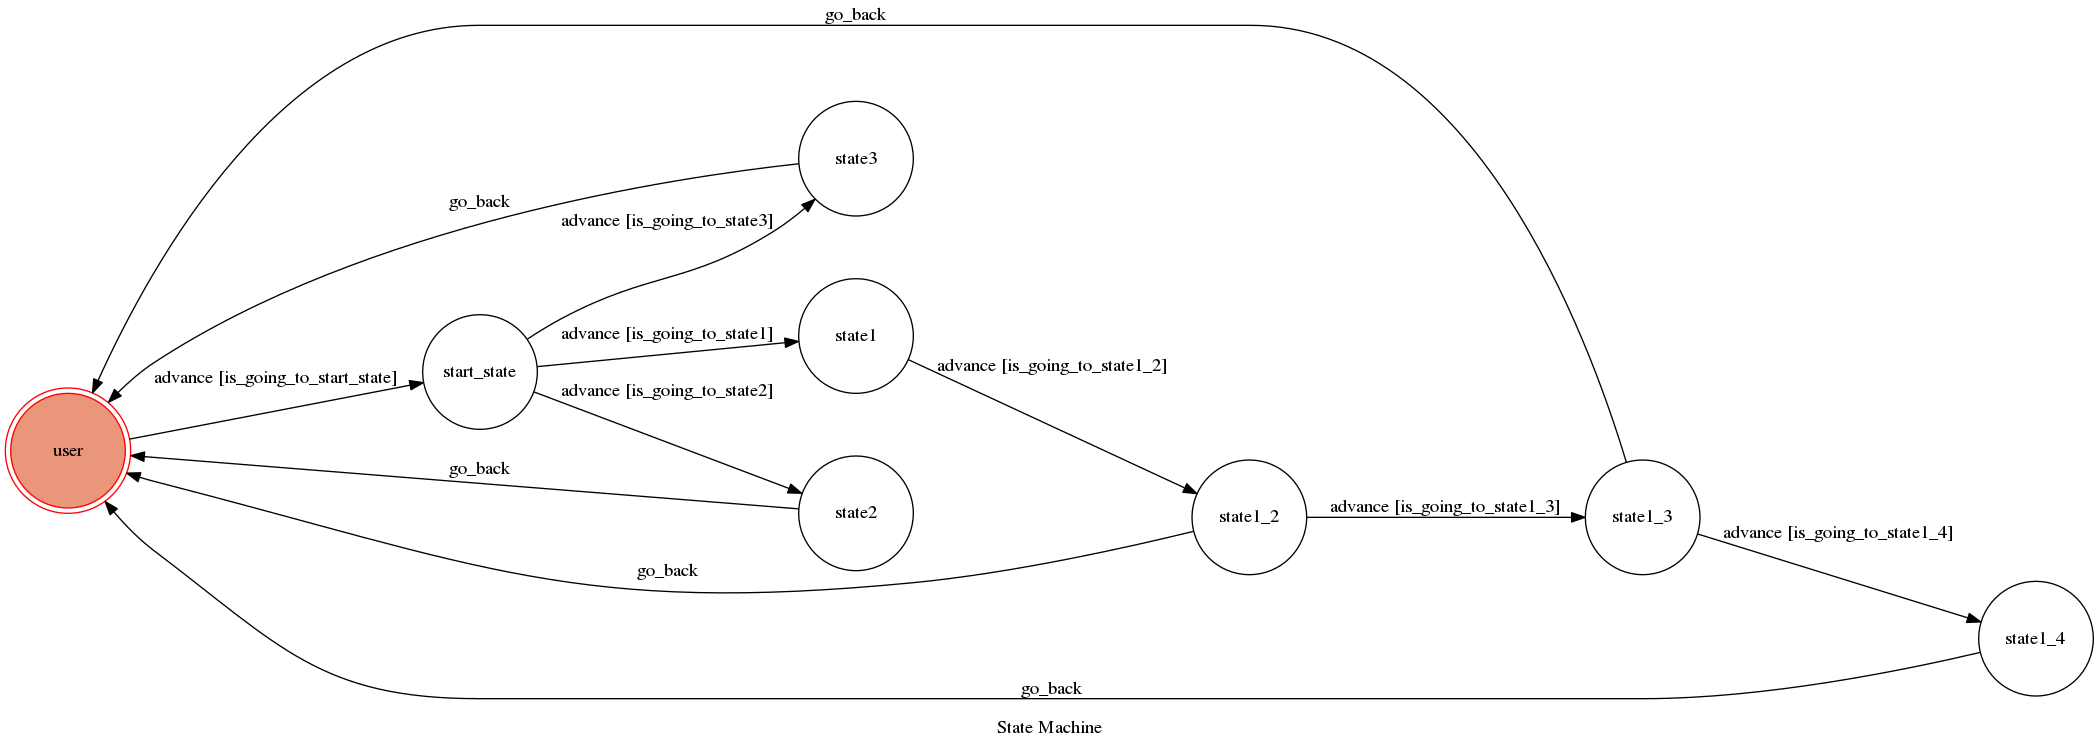 go_back
state3
go_back
advance [is_going_to_state3]
advance [is_going_to_state1]
state1
advance [is_going_to_start_state]
start_state
advance [is_going_to_state1_2]
advance [is_going_to_state2]
user
go_back
state2
state1_2
advance [is_going_to_state1_3]
state1_3
advance [is_going_to_state1_4]
go_back
state1_4
go_back
State Machine